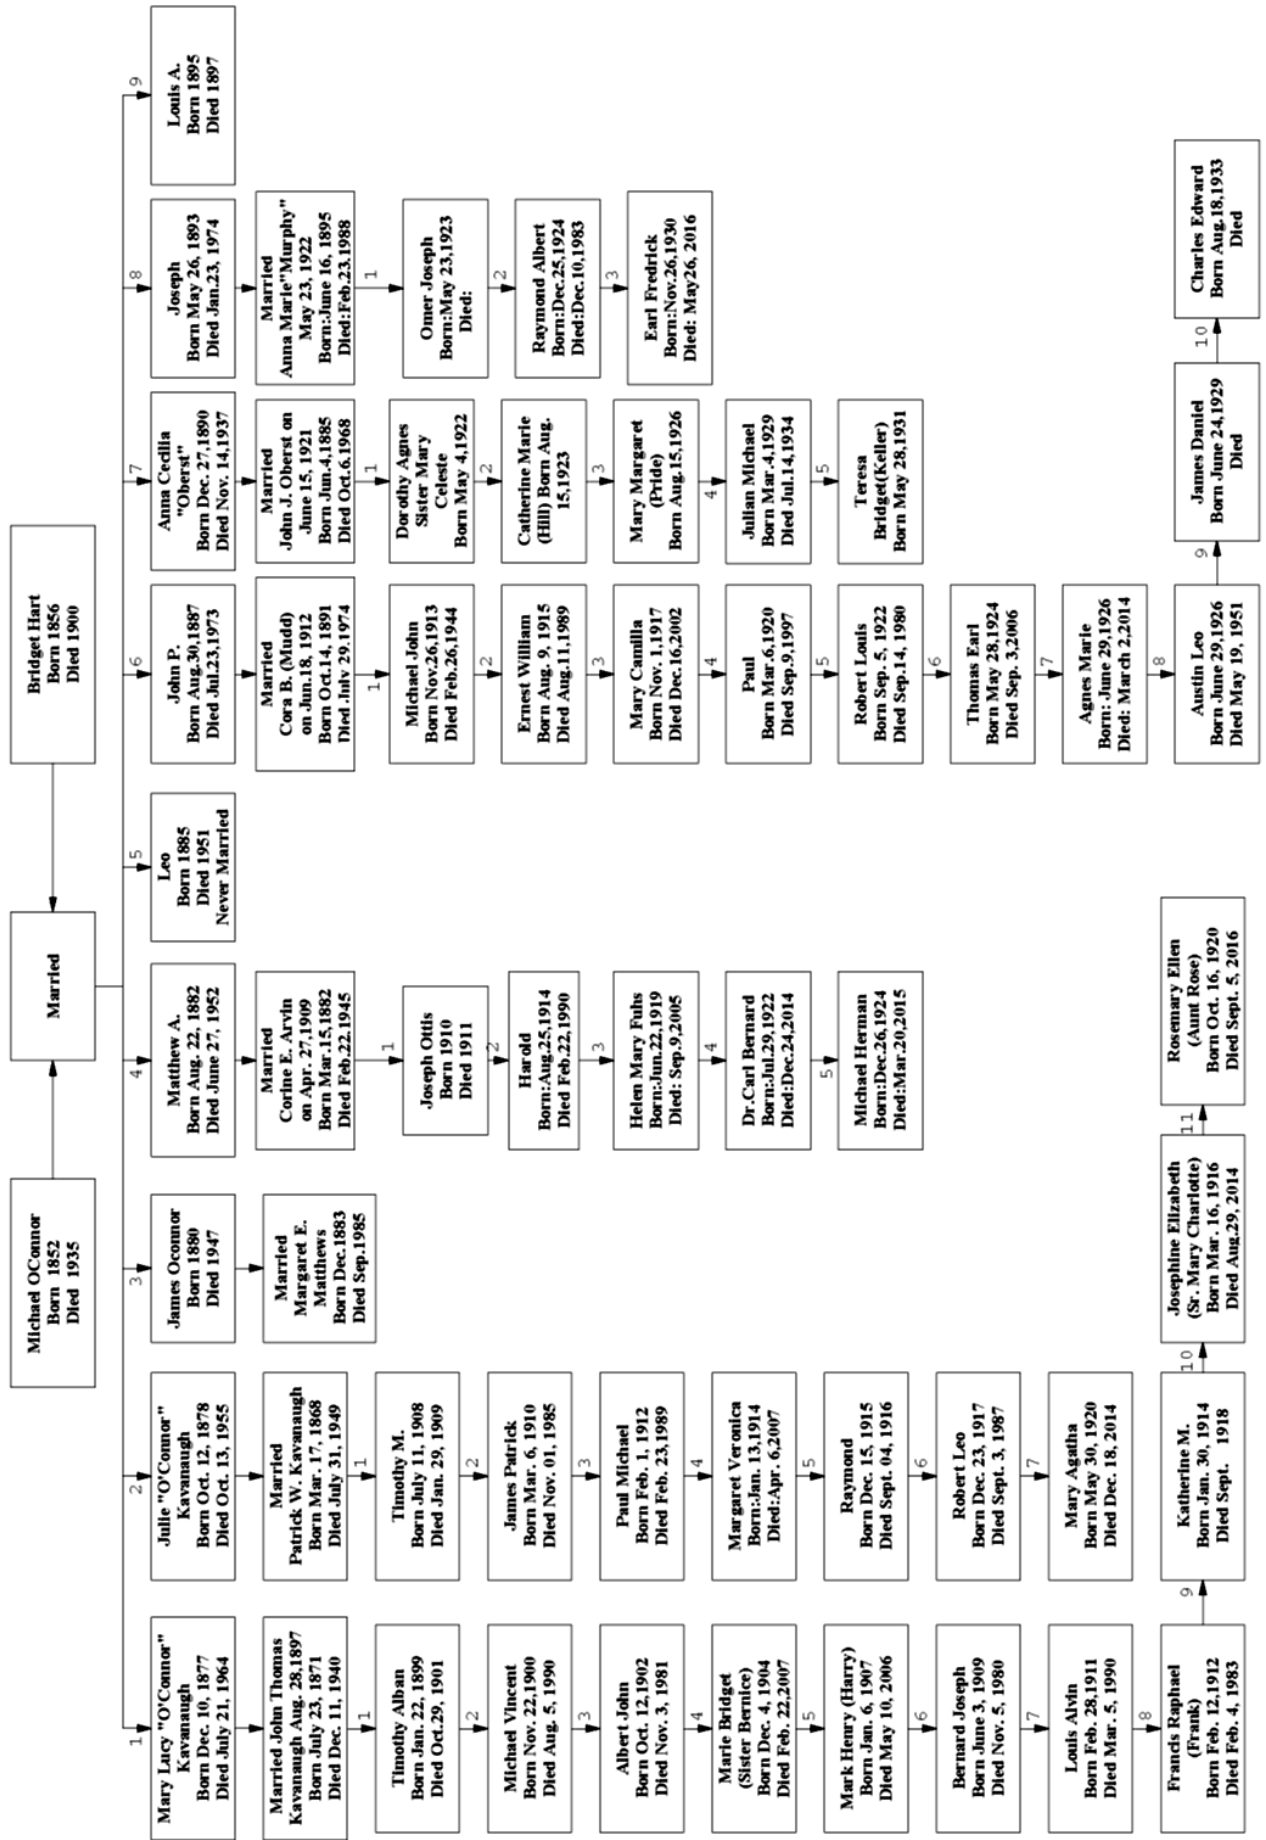 Michael OConnor
Born 1852
Died 1935
Married
Bridget Hart
Born 1856
Died 1900
1
Mary Lucy "O'Connor"
Kavanaugh
Born Dec. 10, 1877
Died July 21, 1964
Married John Thomas
Kavanaugh Aug. 28,1897
Born July 23, 1871
Died Dec. 11, 1940
1
Timothy Alban
Born Jan. 22, 1899
Died Oct.29, 1901
2
Michael Vincent
Born Nov. 22,1900
Died Aug. 5, 1990
3
Albert John
Born Oct. 12,1902
Died Nov. 3, 1981
4
Marie Bridget
(Sister Bernice)
Born Dec. 4, 1904
Died Feb. 22,2007
5
Mark Henry (Harry)
Born Jan. 6, 1907
Died May 10, 2006
6
Bernard Joseph
Born June 3, 1909
Died Nov. 5, 1980
7
Louis Alvin
Born Feb. 28,1911
Died Mar. 5, 1990
8
Francis Raphael
(Frank)
Born Feb. 12,1912
Died Feb. 4, 1983
9
Katherine M.
Born Jan. 30, 1914
Died Sept. 1918
10
Josephine Elizabeth
(Sr. Mary Charlotte)
Born Mar. 16, 1916
Died Aug.29, 2014
11
Rosemary Ellen
(Aunt Rose)
Born Oct. 16, 1920
Died Sept. 5, 2016
2
Julie "O'Connor"
Kavanaugh
Born Oct. 12, 1878
Died Oct. 13, 1955
Married
Patrick W. Kavanaugh
Born Mar. 17, 1868
Died July 31, 1949
1
Timothy M.
Born July 11, 1908
Died Jan. 29, 1909
2
James Patrick
Born Mar. 6, 1910
Died Nov. 01, 1985
3
Paul Michael
Born Feb. 1, 1912
Died Feb. 23,1989
4
Margaret Veronica
Born:Jan. 13,1914
Died:Apr. 6,2007
5
Raymond
Born Dec. 15, 1915
Died Sept. 04, 1916
6
Robert Leo
Born Dec. 23, 1917
Died Sept. 3, 1987
7
Mary Agatha
Born May 30, 1920
Died Dec. 18, 2014
3
James Oconnor
Born 1880
Died 1947
Married
Margaret E.
Matthews
Born Dec.1883
Died Sep.1985
4
Matthew A.
Born Aug. 22, 1882
Died June 27, 1952
Married
Corine E. Arvin
on Apr. 27,1909
Born Mar.15,1882
Died Feb.22,1945
1
Joseph Ottis
Born 1910
Died 1911
2
Harold
Born:Aug.25,1914
Died Feb.22,1990
3
Helen Mary Fuhs
Born:Jun.22,1919
Died: Sep.9,2005
4
Dr.Carl Bernard
Born:Jul.29,1922
Died:Dec.24,2014
5
Michael Herman
Born:Dec.26,1924
Died:Mar.20,2015
5
Leo
Born 1885
Died 1951
Never Married
6
John P.
Born Aug.30,1887
Died Jul.23,1973
Married
Cora B. (Mudd)
on Jun.18, 1912
Born Oct.14, 1891
Died July 29, 1974
1
Michael John
Born Nov.26,1913
Died Feb.26,1944
2
Ernest William
Born Aug. 9, 1915
Died Aug.11,1989
3
Mary Camilla
Born Nov. 1,1917
Died Dec.16,2002
4
Paul
Born Mar.6,1920
Died Sep.9,1997
5
Robert Louis
Born Sep. 5, 1922
Died Sep.14, 1980
6
Thomas Earl
Born May 28,1924
Died Sep. 3,2006
7
Agnes Marie
Born: June 29,1926
Died: March 2,2014
8
Austin Leo
Born June 29,1926
Died May 19, 1951
9
James Daniel
Born June 24,1929
Died
10
Charles Edward
Born Aug.18,1933
Died
7
Anna Cecilia
"Oberst"
Born Dec. 27,1890
Died Nov. 14,1937
Married
John J. Oberst on
June 15, 1921
Born Jun.4,1885
Died Oct.6,1968
1
Dorothy Agnes
Sister Mary
Celeste
Born May 4,1922
2
Catherine Marie
(Hill) Born Aug.
15,1923
3
Mary Margaret
(Pride)
Born Aug.15,1926
4
Julian Michael
Born Mar.4,1929
Died Jul.14,1934
5
Teresa
Bridget(Keller)
Born May 28,1931
8
Joseph
Born May 26, 1893
Died Jan.23, 1974
Married
Anna Marie"Murphy"
May 23, 1922
Born:June 16, 1895
Died:Feb.23,1988
1
Omer Joseph
Born:May 23,1923
Died:
2
Raymond Albert
Born:Dec.25,1924
Died:Dec.10,1983
3
Earl Fredrick
Born:Nov.26,1930
Died: May26, 2016
9
Louis A.
Born 1895
Died 1897